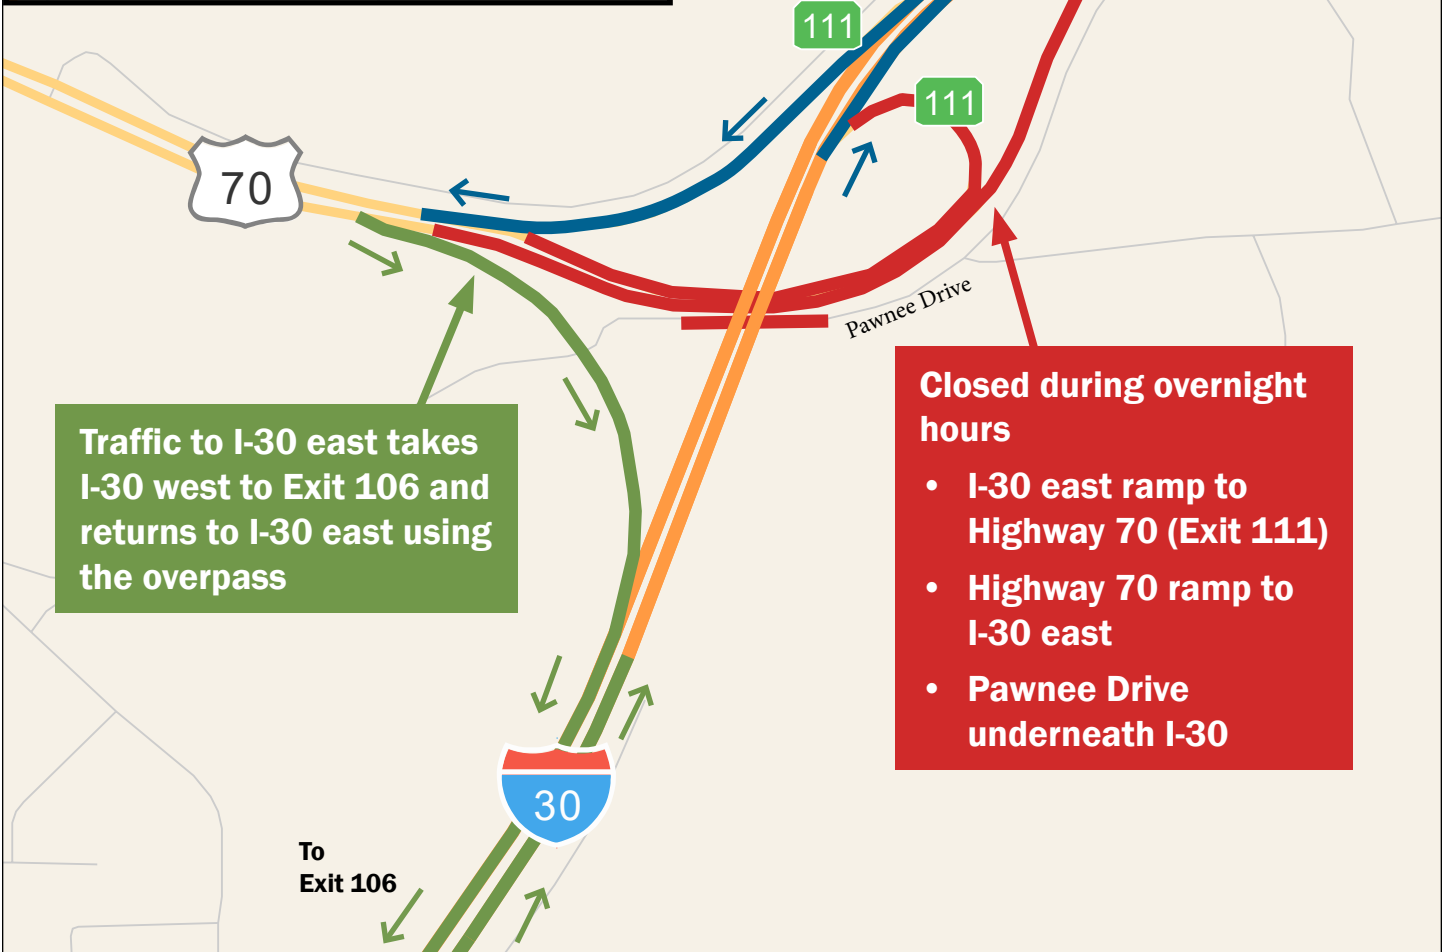 111
111
70
Pawnee Drive
Closed during overnight
hours
• I-30 east ramp to
Highway 70 (Exit 111)
• Highway 70 ramp to
I-30 east
• Pawnee Drive
underneath I-30
Traffic to I-30 east takes
I-30 west to Exit 106 and
returns to I-30 east using
the overpass
30
To
Exit 106